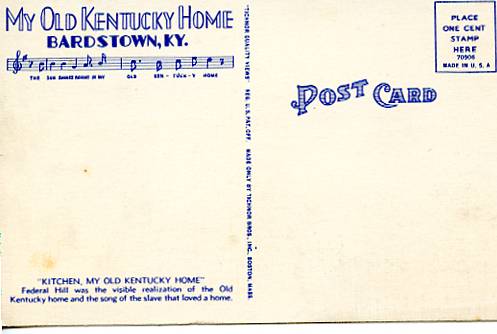 My Old Kentucky Home
BARDSTOWN, KY.
THE SUN SHINES BRIGHT IN MY OLD KEN - TUCK - Y HOME
"KITCHEN, MY OLD KENTUCKY HOME"
Federal Hill was the visible realization of the Old
Kentucky home and the song of the slave that loved a home.
"TICHNOR QUALITY VIEWS" REG. U.S. PAT. OFF. MADE ONLY BY TICHNOR BROS., INC. BOSTON, MASS.
POST CARD
PLACE
ONE CENT
STAMP
HERE
70906
MADE IN U.S.A